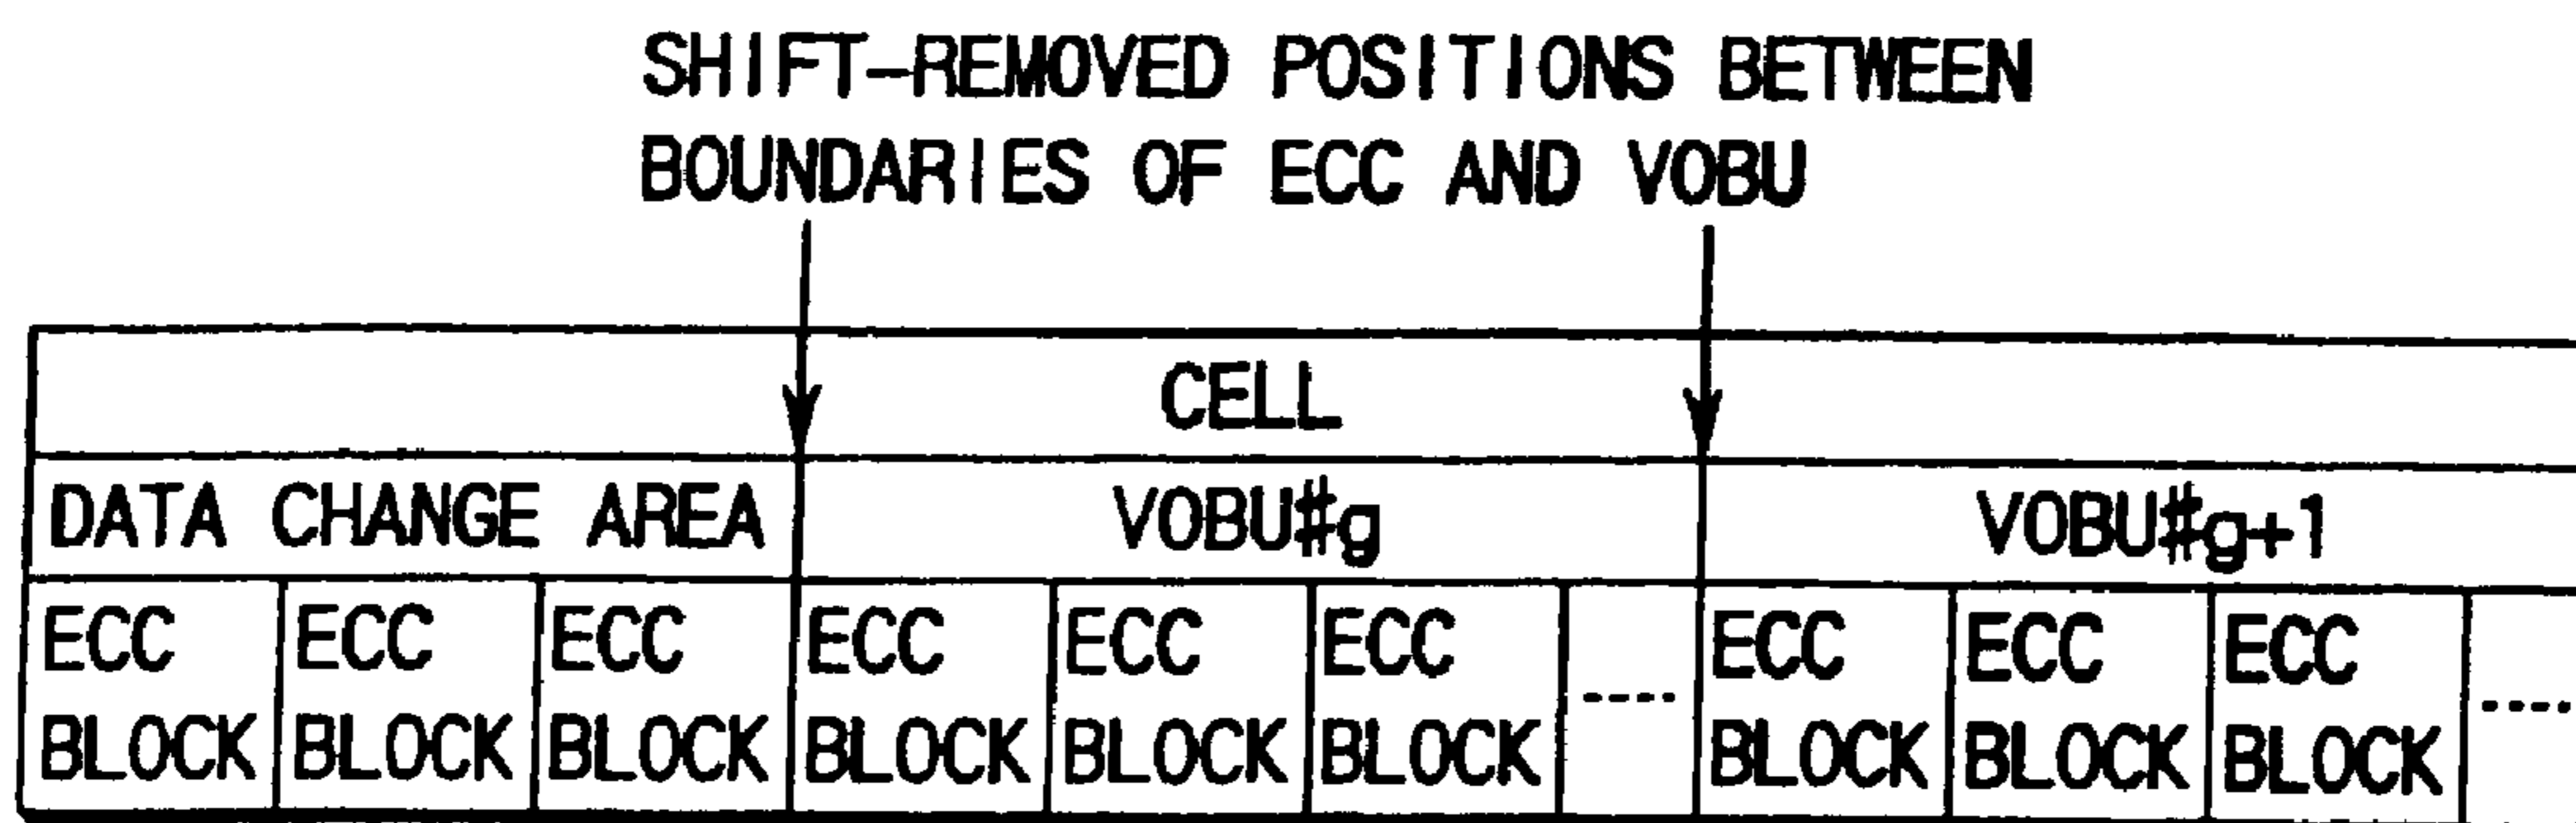 SHIFT-REMOVED POSITIONS BETWEEN
BOUNDARIES OF ECC AND VOBU
CELL
DATA CHANGE AREA VOBU#g VOBU#g+1
ECC ECC ECC ECC ECC ECC ECC ECC ECC
BLOCK BLOCK BLOCK BLOCK BLOCK BLOCK ---- BLOCK BLOCK BLOCK ----